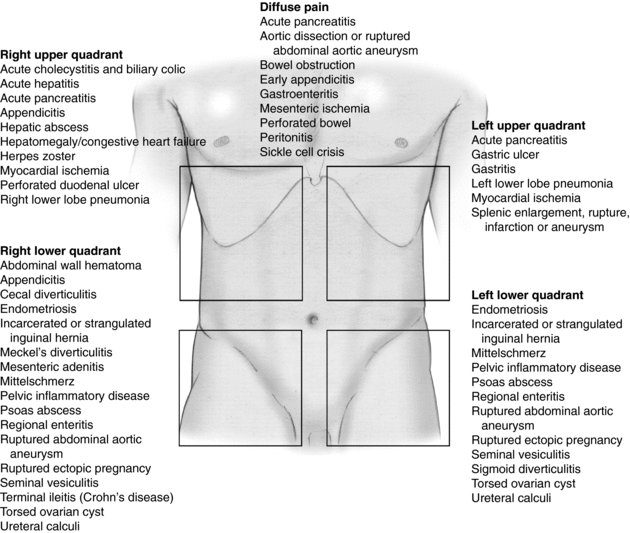 Diffuse pain
Acute pancreatitis
Aortic dissection or ruptured
abdominal aortic aneurysm
Bowel obstruction
Early appendicitis
Gastroenteritis
Mesenteric ischemia
Perforated bowel
Peritonitis
Sickle cell crisis
Right upper quadrant
Acute cholecystitis and biliary colic
Acute hepatitis
Acute pancreatitis
Appendicitis
Hepatic abscess
Hepatomegaly/congestive heart failure
Herpes zoster
Myocardial ischemia
Perforated duodenal ulcer
Right lower lobe pneumonia
Left upper quadrant
Acute pancreatitis
Gastric ulcer
Gastritis
Left lower lobe pneumonia
Myocardial ischemia
Splenic enlargement, rupture,
infarction or aneurysm
Right lower quadrant
Abdominal wall hematoma
Appendicitis
Cecal diverticulitis
Endometriosis
Incarcerated or strangulated
inguinal hernia
Meckel's diverticulitis
Mesenteric adenitis
Mittelschmerz
Pelvic inflammatory disease
Psoas abscess
Regional enteritis
Ruptured abdominal aortic
aneurysm
Ruptured ectopic pregnancy
Seminal vesiculitis
Terminal ileitis (Crohn's disease)
Torsed ovarian cyst
Ureteral calculi
Left lower quadrant
Endometriosis
Incarcerated or strangulated
inguinal hernia
Mittelschmerz
Pelvic inflammatory disease
Psoas abscess
Regional enteritis
Ruptured abdominal aortic
aneurysm
Ruptured ectopic pregnancy
Seminal vesiculitis
Sigmoid diverticulitis
Torsed ovarian cyst
Ureteral calculi